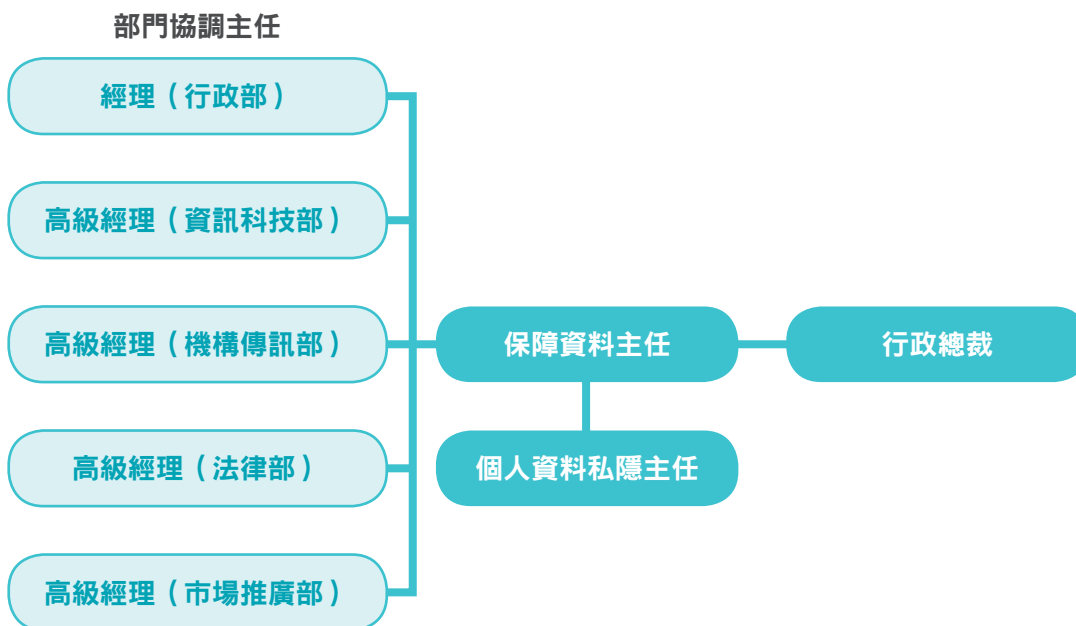 部門協調主任
經理（行政部）
高級經理（資訊科技部）
高級經理（機構傳訊部）
高級經理（法律部）
高級經理（市場推廣部）
保障資料主任
個人資料私隱主任
行政總裁